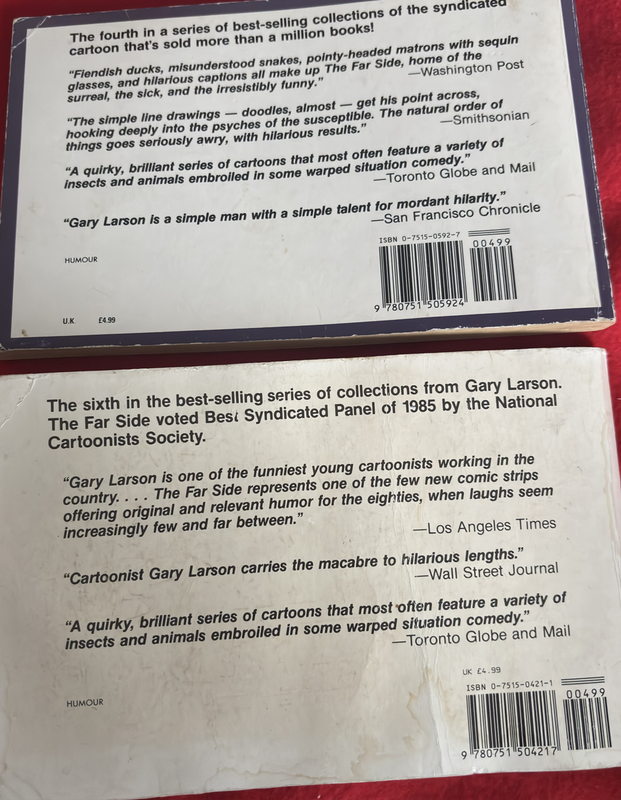 The fourth in a series of best-selling collections of the syndicated
cartoon that's sold more than a million books!
“Fiendish ducks, misunderstood snakes, pointy-headed matrons with sequin
glasses, and hilarious captions all make up The Far Side, home of the
surreal, the sick, and the irresistibly funny.”
—Washington Post
“The simple line drawings — doodles, almost — get his point across,
hooking deeply into the psyches of the susceptible. The natural order of
things goes seriously awry, with hilarious results.”
—Smithsonian
“A quirky, brilliant series of cartoons that most often feature a variety of
insects and animals embroiled in some warped situation comedy.”
—Toronto Globe and Mail
“Gary Larson is a simple man with a simple talent for mordant hilarity.”
—San Francisco Chronicle
ISBN 0-7515-0592-7
00499
HUMOUR
9 780751 505924
U.K. £4.99
The sixth in the best-selling series of collections from Gary Larson.
The Far Side voted Best Syndicated Panel of 1985 by the National
Cartoonists Society.
“Gary Larson is one of the funniest young cartoonists working in the
country. . . . The Far Side represents one of the few new comic strips
offering original and relevant humor for the eighties, when laughs seem
increasingly few and far between.”
—Los Angeles Times
“Cartoonist Gary Larson carries the macabre to hilarious lengths.”
—Wall Street Journal
“A quirky, brilliant series of cartoons that most often feature a variety of
insects and animals embroiled in some warped situation comedy.”
—Toronto Globe and Mail
UK £4.99
ISBN 0-7515-0421-1
00499
HUMOUR
9 780751 504217